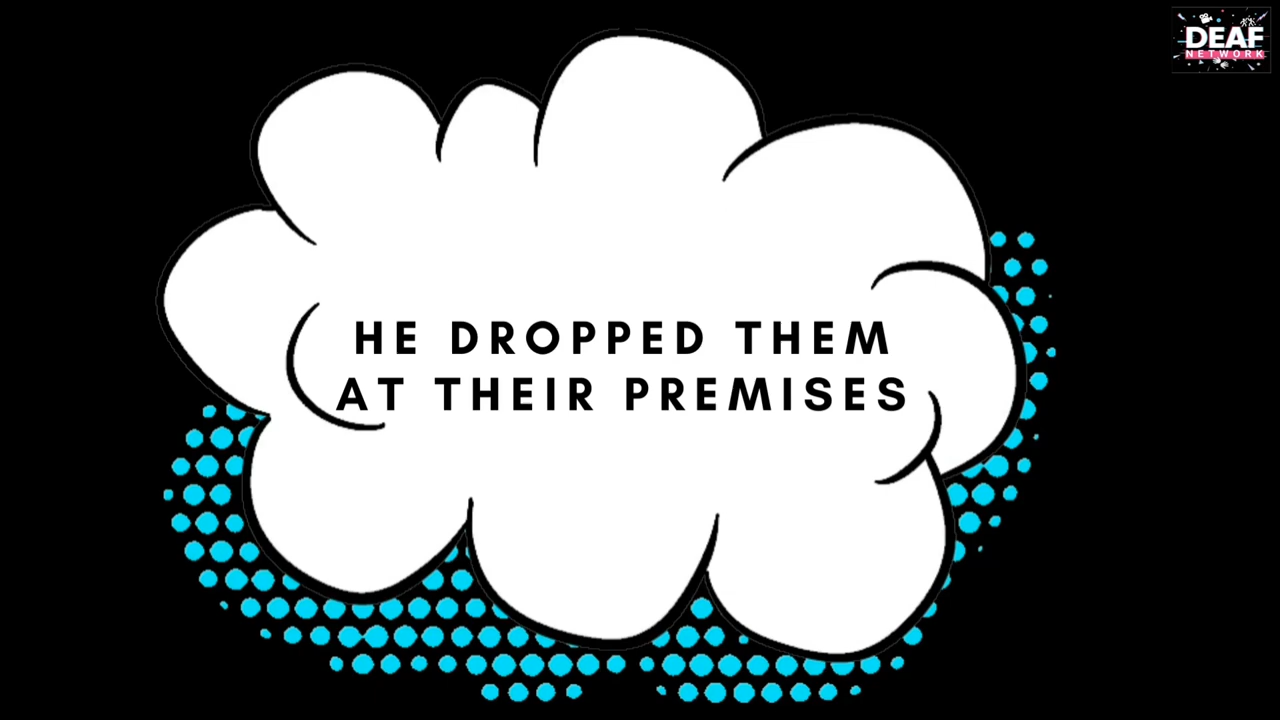 DEAF
NETWORK
HE DROPPED THEM
AT THEIR PREMISES